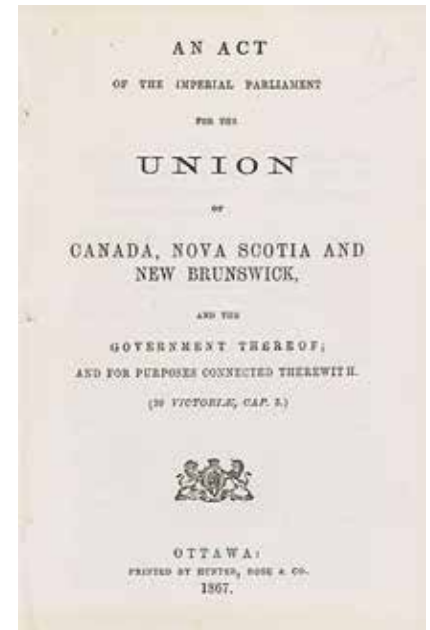 AN ACT
OF THE IMPERIAL PARLIAMENT
FOR THE
UNION
OF
CANADA, NOVA SCOTIA AND
NEW BRUNSWICK,
AND THE
GOVERNMENT THEREOF;
AND FOR PURPOSES CONNECTED THEREWITH.
(30 VICTORIÆ, CAP. 3.)
OTTAWA:
PRINTED BY HUNTER, ROSE & CO.
1867.